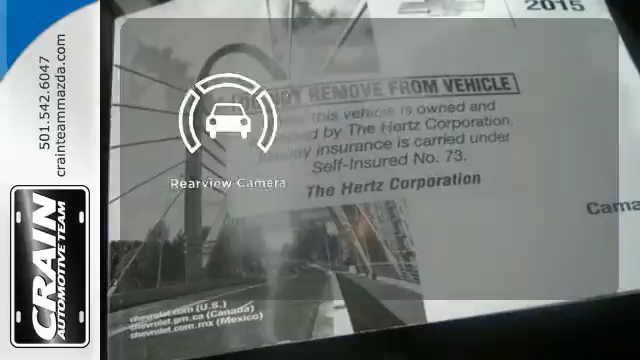 501.542.6047
crainteammazda.com
CRAIN
AUTOMOTIVE TEAM
2015
NOT REMOVE FROM VEHICLE
this vehicle is owned and
by The Hertz Corporation.
insurance is carried under
Self-Insured No. 73.
The Hertz Corporation
Rearview Camera
Cama
chevrolet.com (U.S.)
chevrolet.gm.ca (Canada)
chevrolet.com.mx (Mexico)